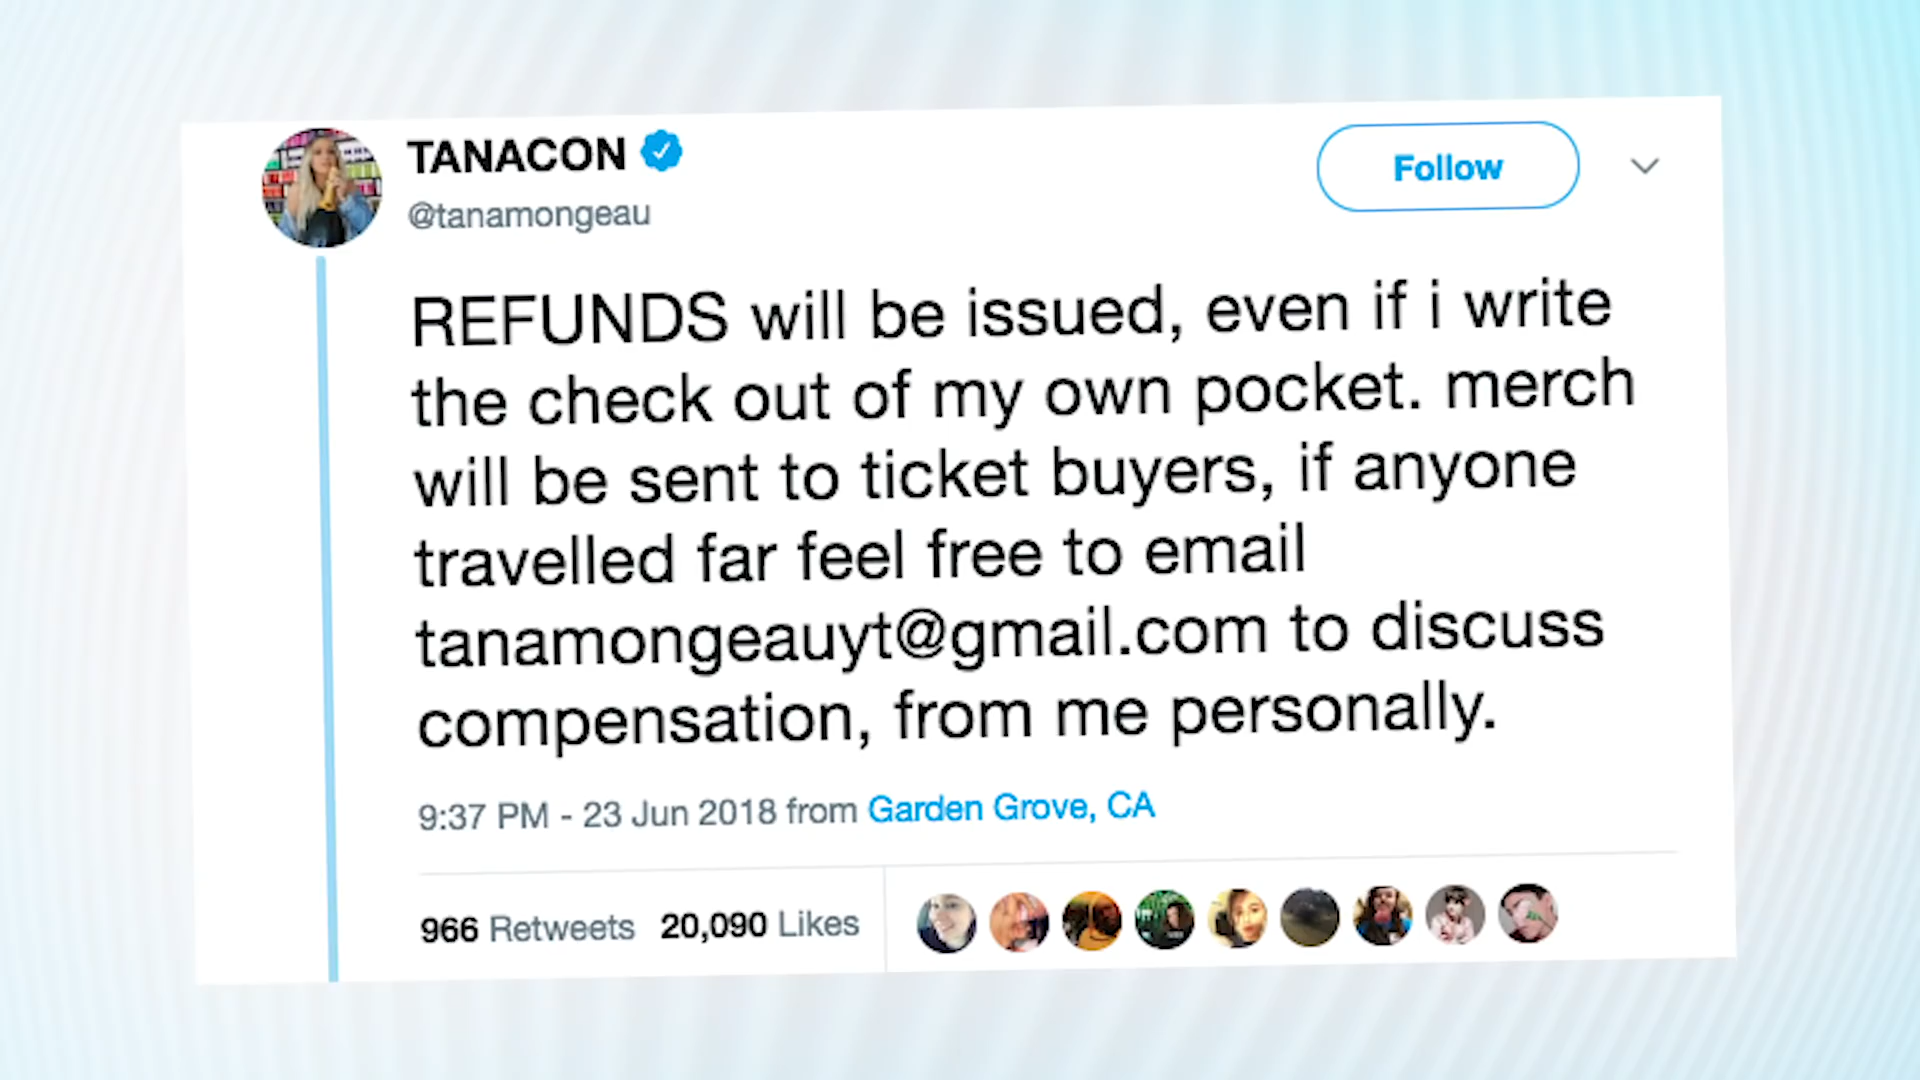 TANACON
@tanamongeau
Follow
REFUNDS will be issued, even if i write
the check out of my own pocket. merch
will be sent to ticket buyers, if anyone
travelled far feel free to email
tanamongeauyt@gmail.com to discuss
compensation, from me personally.
9:37 PM - 23 Jun 2018 from Garden Grove, CA
966 Retweets 20,090 Likes